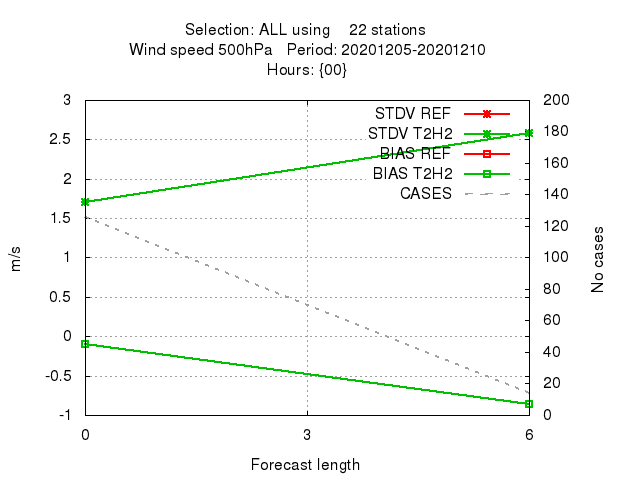 Selection: ALL using 22 stations
Wind speed 500hPa Period: 20201205-20201210
Hours: {00}
3 200
STDV REF
2.5 180
STDV T2H2
BIAS REF
160
2 BIAS T2H2
140
CASES
1.5 120
1 100
0.5 80
60
0 40
-0.5 20
-1 0
m/s
No cases
0 3 6
Forecast length